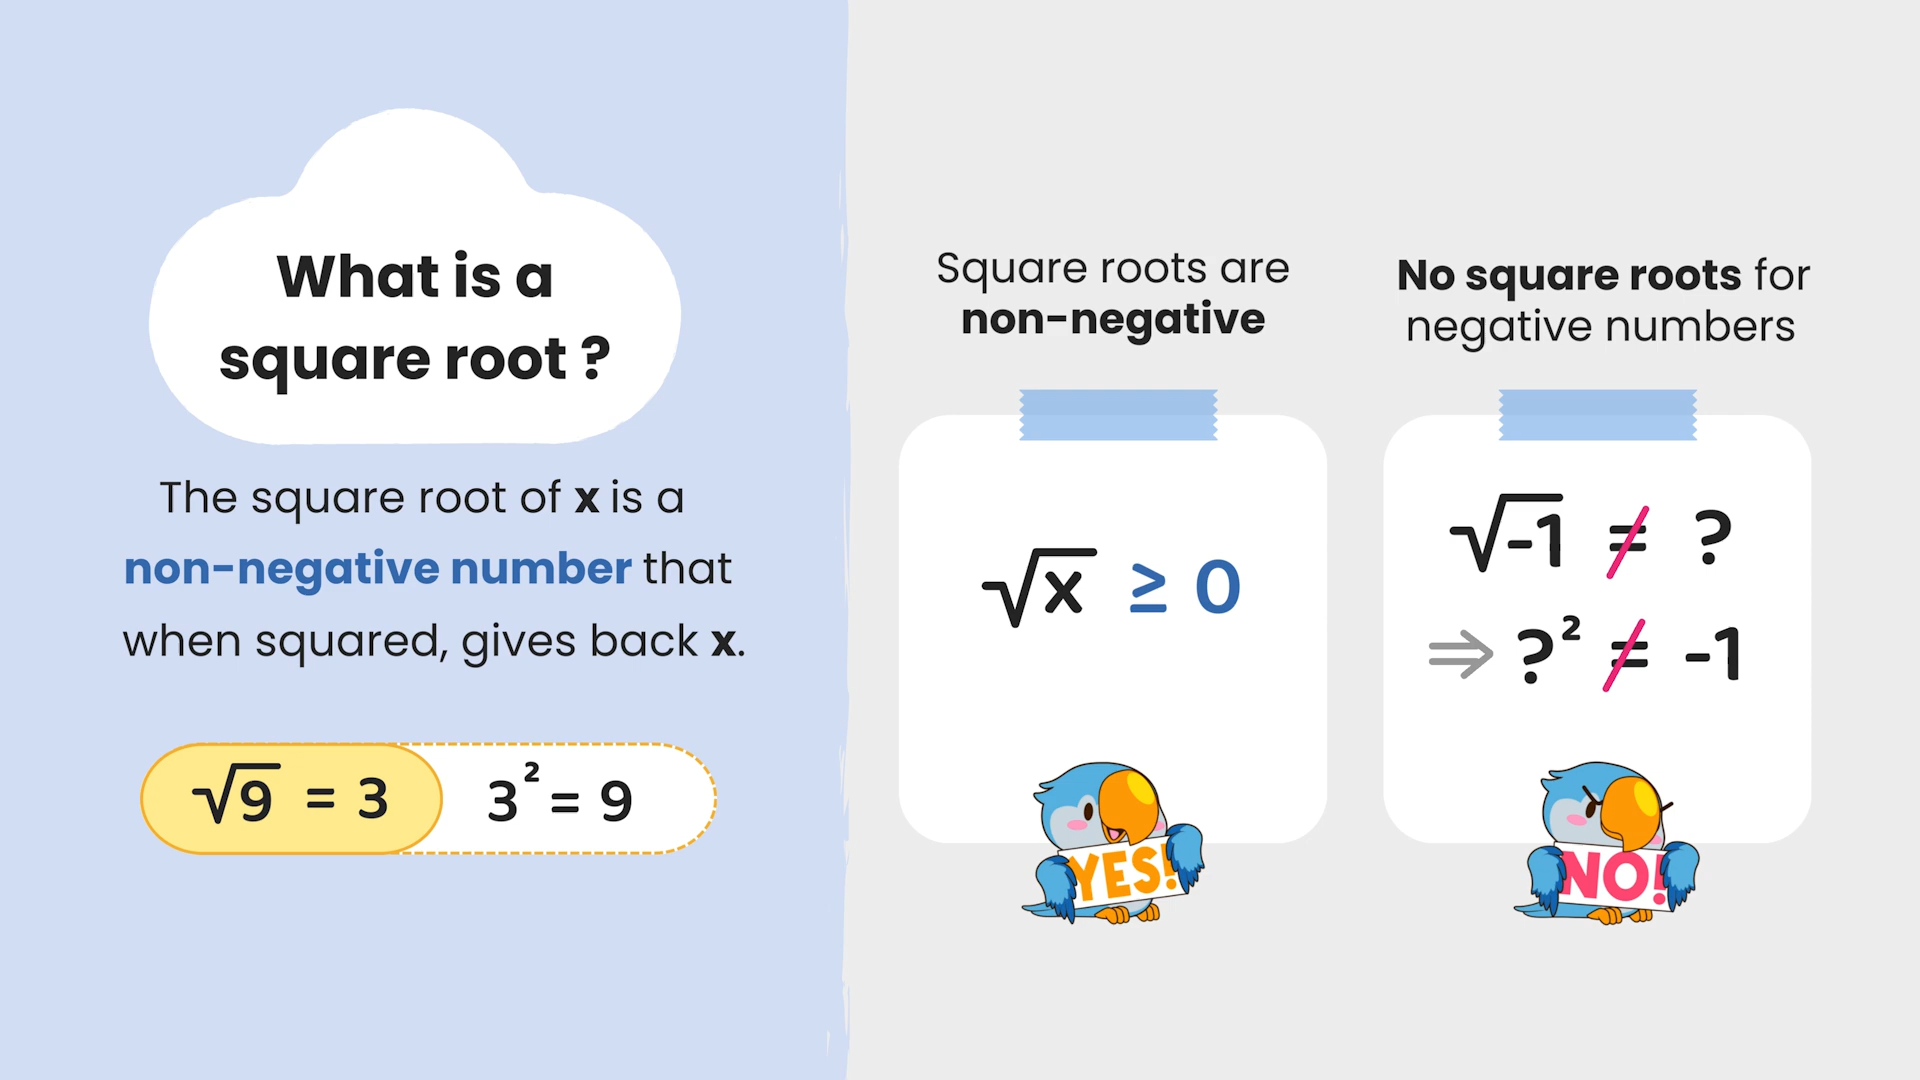 What is a
square root ?
The square root of x is a
non-negative number that
when squared, gives back x.
√9 = 3
3² = 9
Square roots are
non-negative
√x ≥ 0
YES!
No square roots for
negative numbers
√-1 ≠ ?
⇒ ?² ≠ -1
NO!